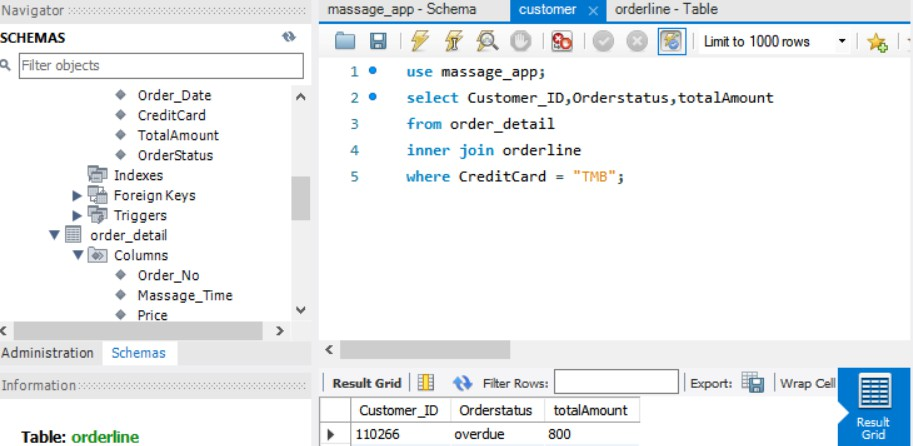 Navigator
massage_app - Schema
customer
orderline - Table
SCHEMAS
Filter objects
Limit to 1000 rows
Order_Date
CreditCard
TotalAmount
OrderStatus
Indexes
Foreign Keys
Triggers
order_detail
Columns
Order_No
Massage_Time
Price
1 use massage_app;
2 select Customer_ID,Orderstatus,totalAmount
3 from order_detail
4 inner join orderline
5 where CreditCard = "TMB";
Administration Schemas
Information
Table: orderline
Result Grid Filter Rows: Export: Wrap Cell
Customer_ID Orderstatus totalAmount
110266 overdue 800
Result
Grid